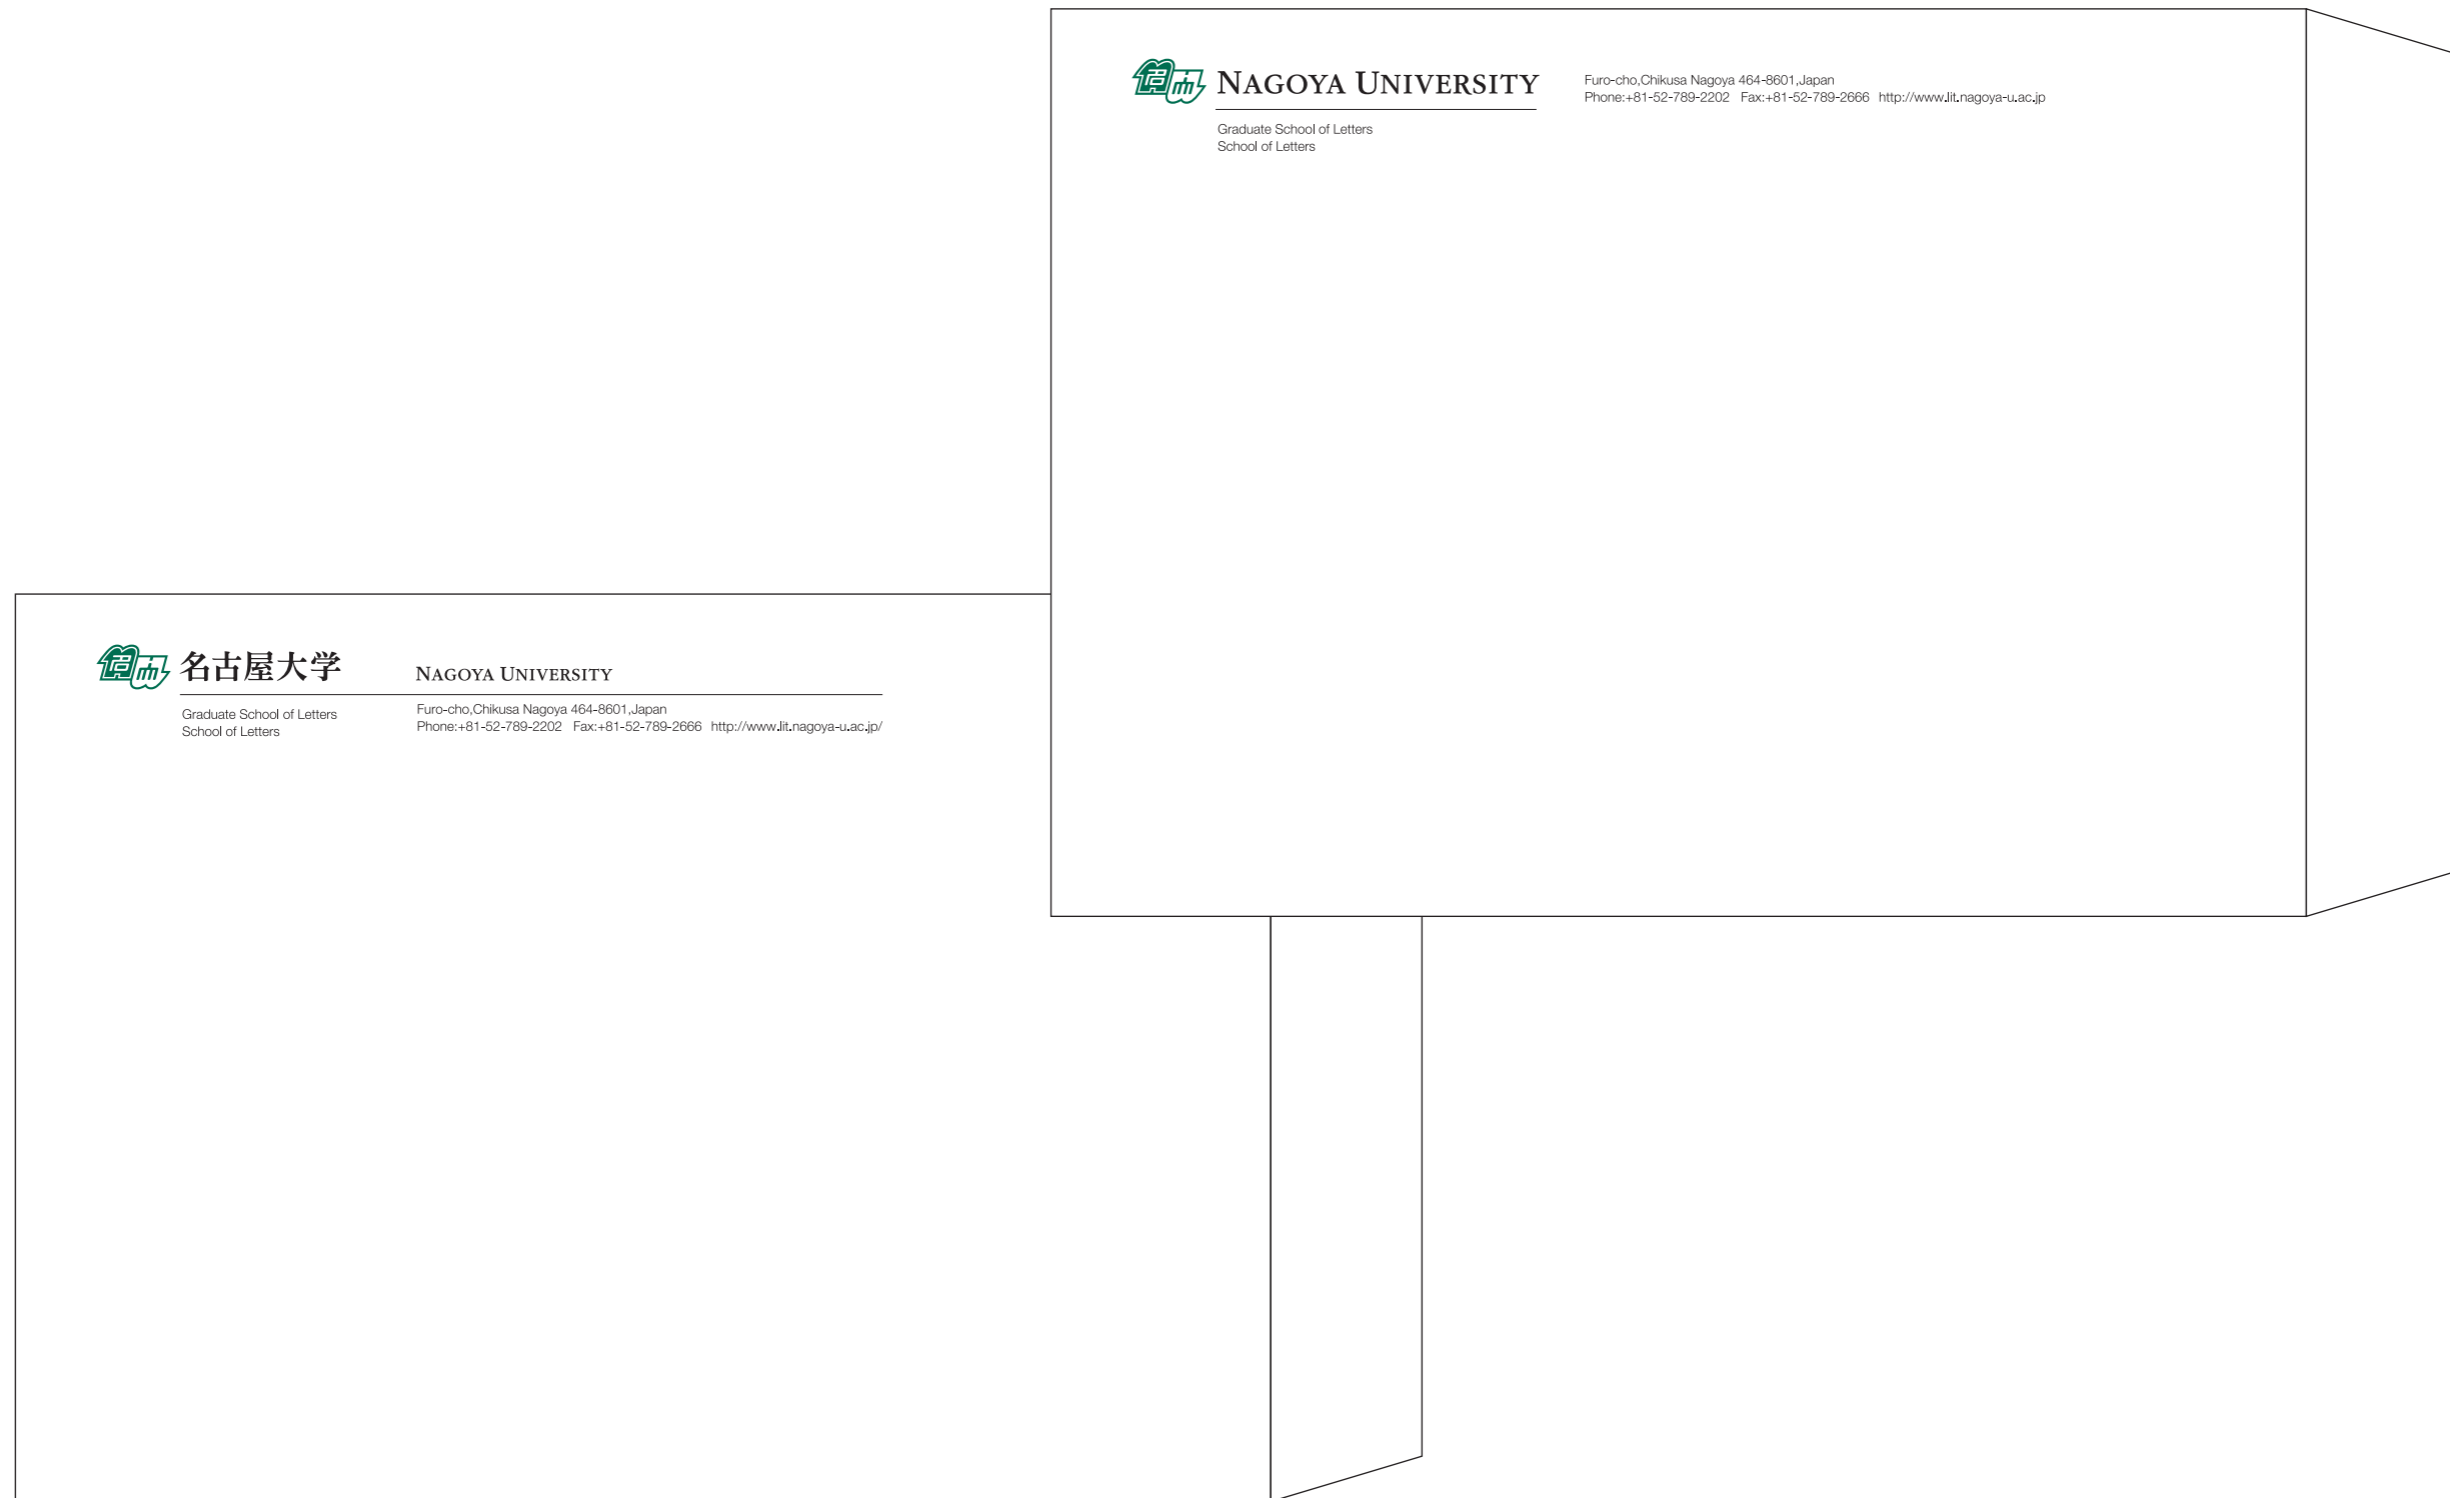 NAGOYA UNIVERSITY
Furo-cho,Chikusa Nagoya 464-8601,Japan
Phone:+81-52-789-2202 Fax:+81-52-789-2666 http://www.lit.nagoya-u.ac.jp
Graduate School of Letters
School of Letters
名古屋大学
NAGOYA UNIVERSITY
Graduate School of Letters
School of Letters
Furo-cho,Chikusa Nagoya 464-8601,Japan
Phone:+81-52-789-2202 Fax:+81-52-789-2666 http://www.lit.nagoya-u.ac.jp/